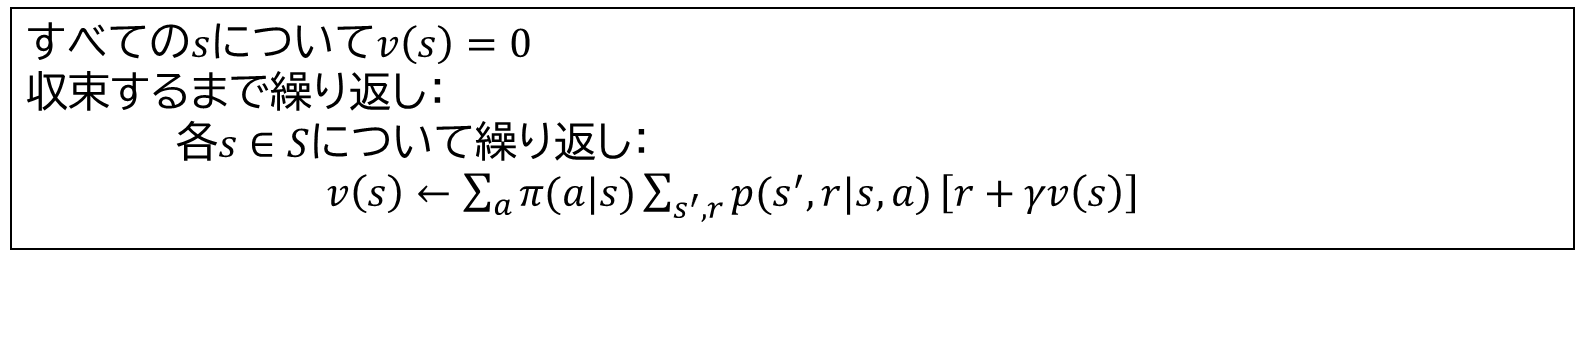 すべての𝑠について𝑣(𝑠) = 0
収束するまで繰り返し：
各𝑠 ∈ 𝑆について繰り返し：
𝑣(𝑠) ← ∑ₐ 𝜋(𝑎|𝑠) ∑_{𝑠′,𝑟} 𝑝(𝑠′, 𝑟|𝑠, 𝑎) [𝑟 + 𝛾𝑣(𝑠)]